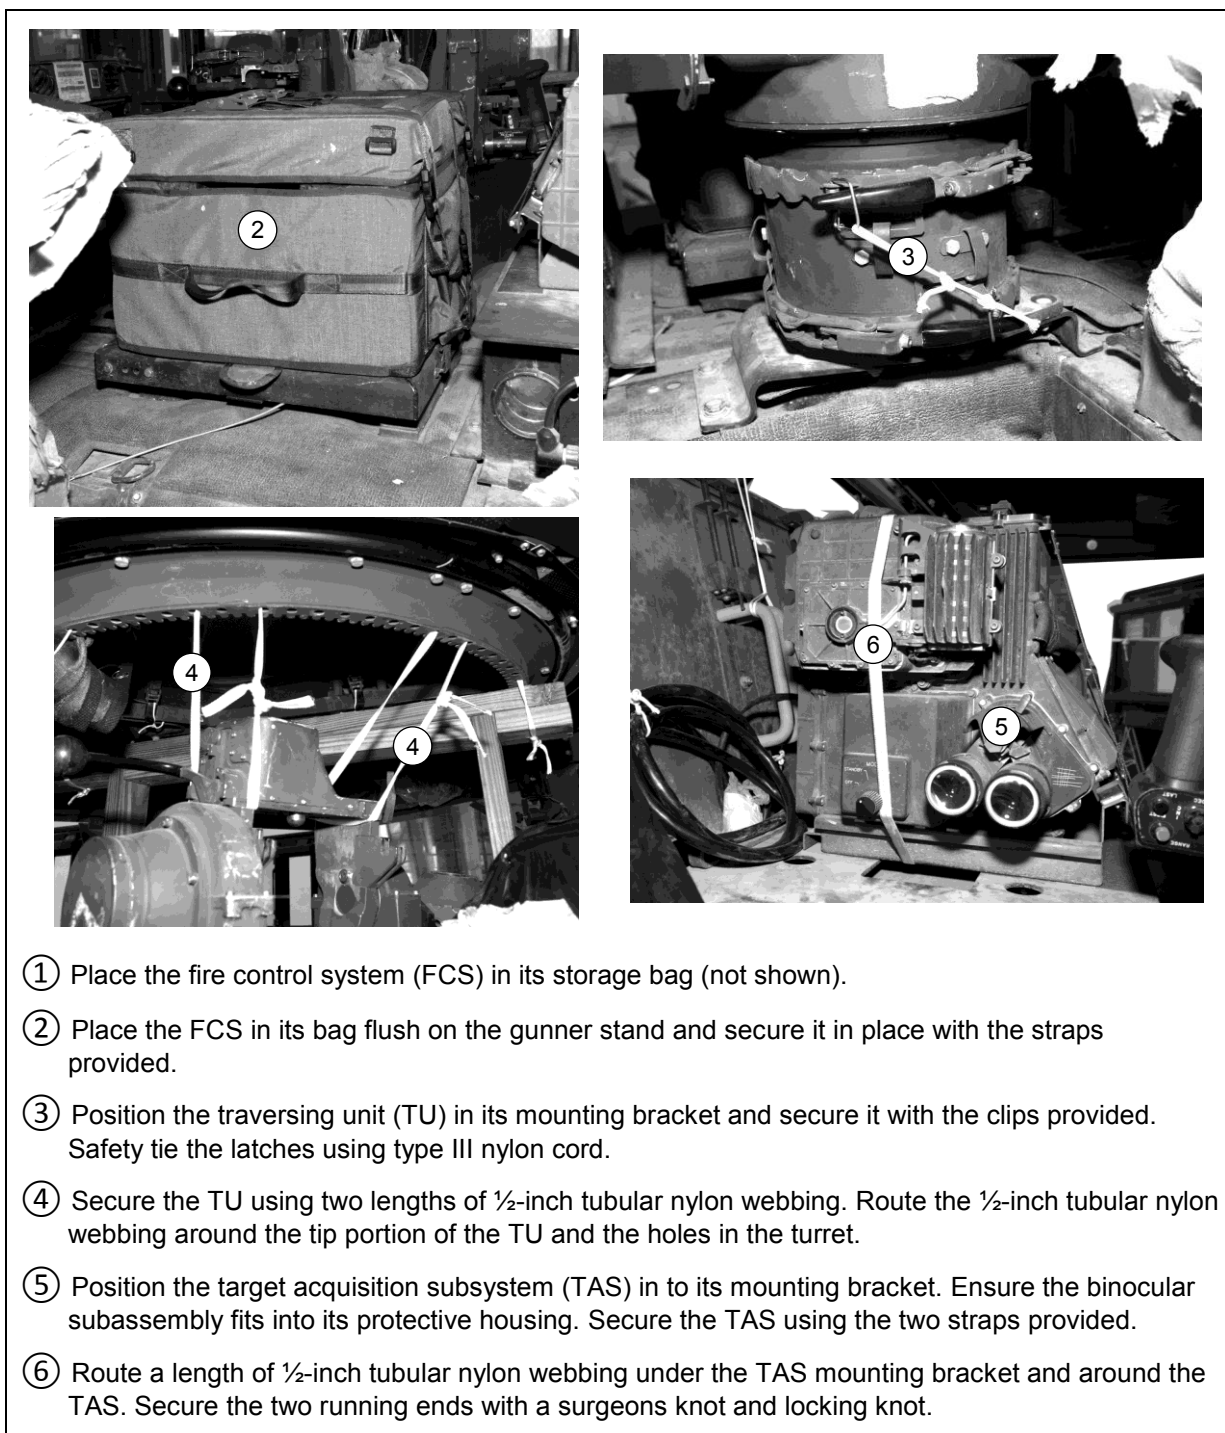 2
3
4
4
6
5
STANDBY
OFF
① Place the fire control system (FCS) in its storage bag (not shown).
② Place the FCS in its bag flush on the gunner stand and secure it in place with the straps
provided.
③ Position the traversing unit (TU) in its mounting bracket and secure it with the clips provided.
Safety tie the latches using type III nylon cord.
④ Secure the TU using two lengths of ½-inch tubular nylon webbing. Route the ½-inch tubular nylon
webbing around the tip portion of the TU and the holes in the turret.
⑤ Position the target acquisition subsystem (TAS) in to its mounting bracket. Ensure the binocular
subassembly fits into its protective housing. Secure the TAS using the two straps provided.
⑥ Route a length of ½-inch tubular nylon webbing under the TAS mounting bracket and around the
TAS. Secure the two running ends with a surgeons knot and locking knot.